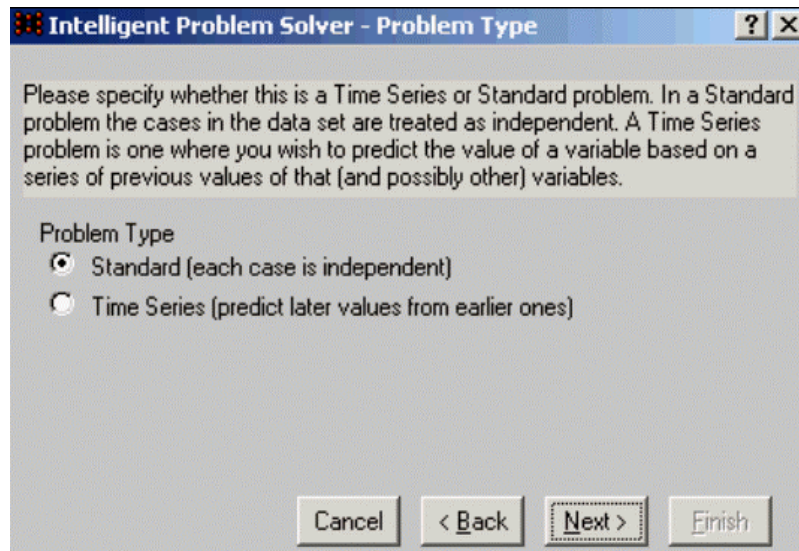 Intelligent Problem Solver - Problem Type
Please specify whether this is a Time Series or Standard problem. In a Standard
problem the cases in the data set are treated as independent. A Time Series
problem is one where you wish to predict the value of a variable based on a
series of previous values of that (and possibly other) variables.
Problem Type
Standard (each case is independent)
Time Series (predict later values from earlier ones)
Cancel < Back Next > Finish